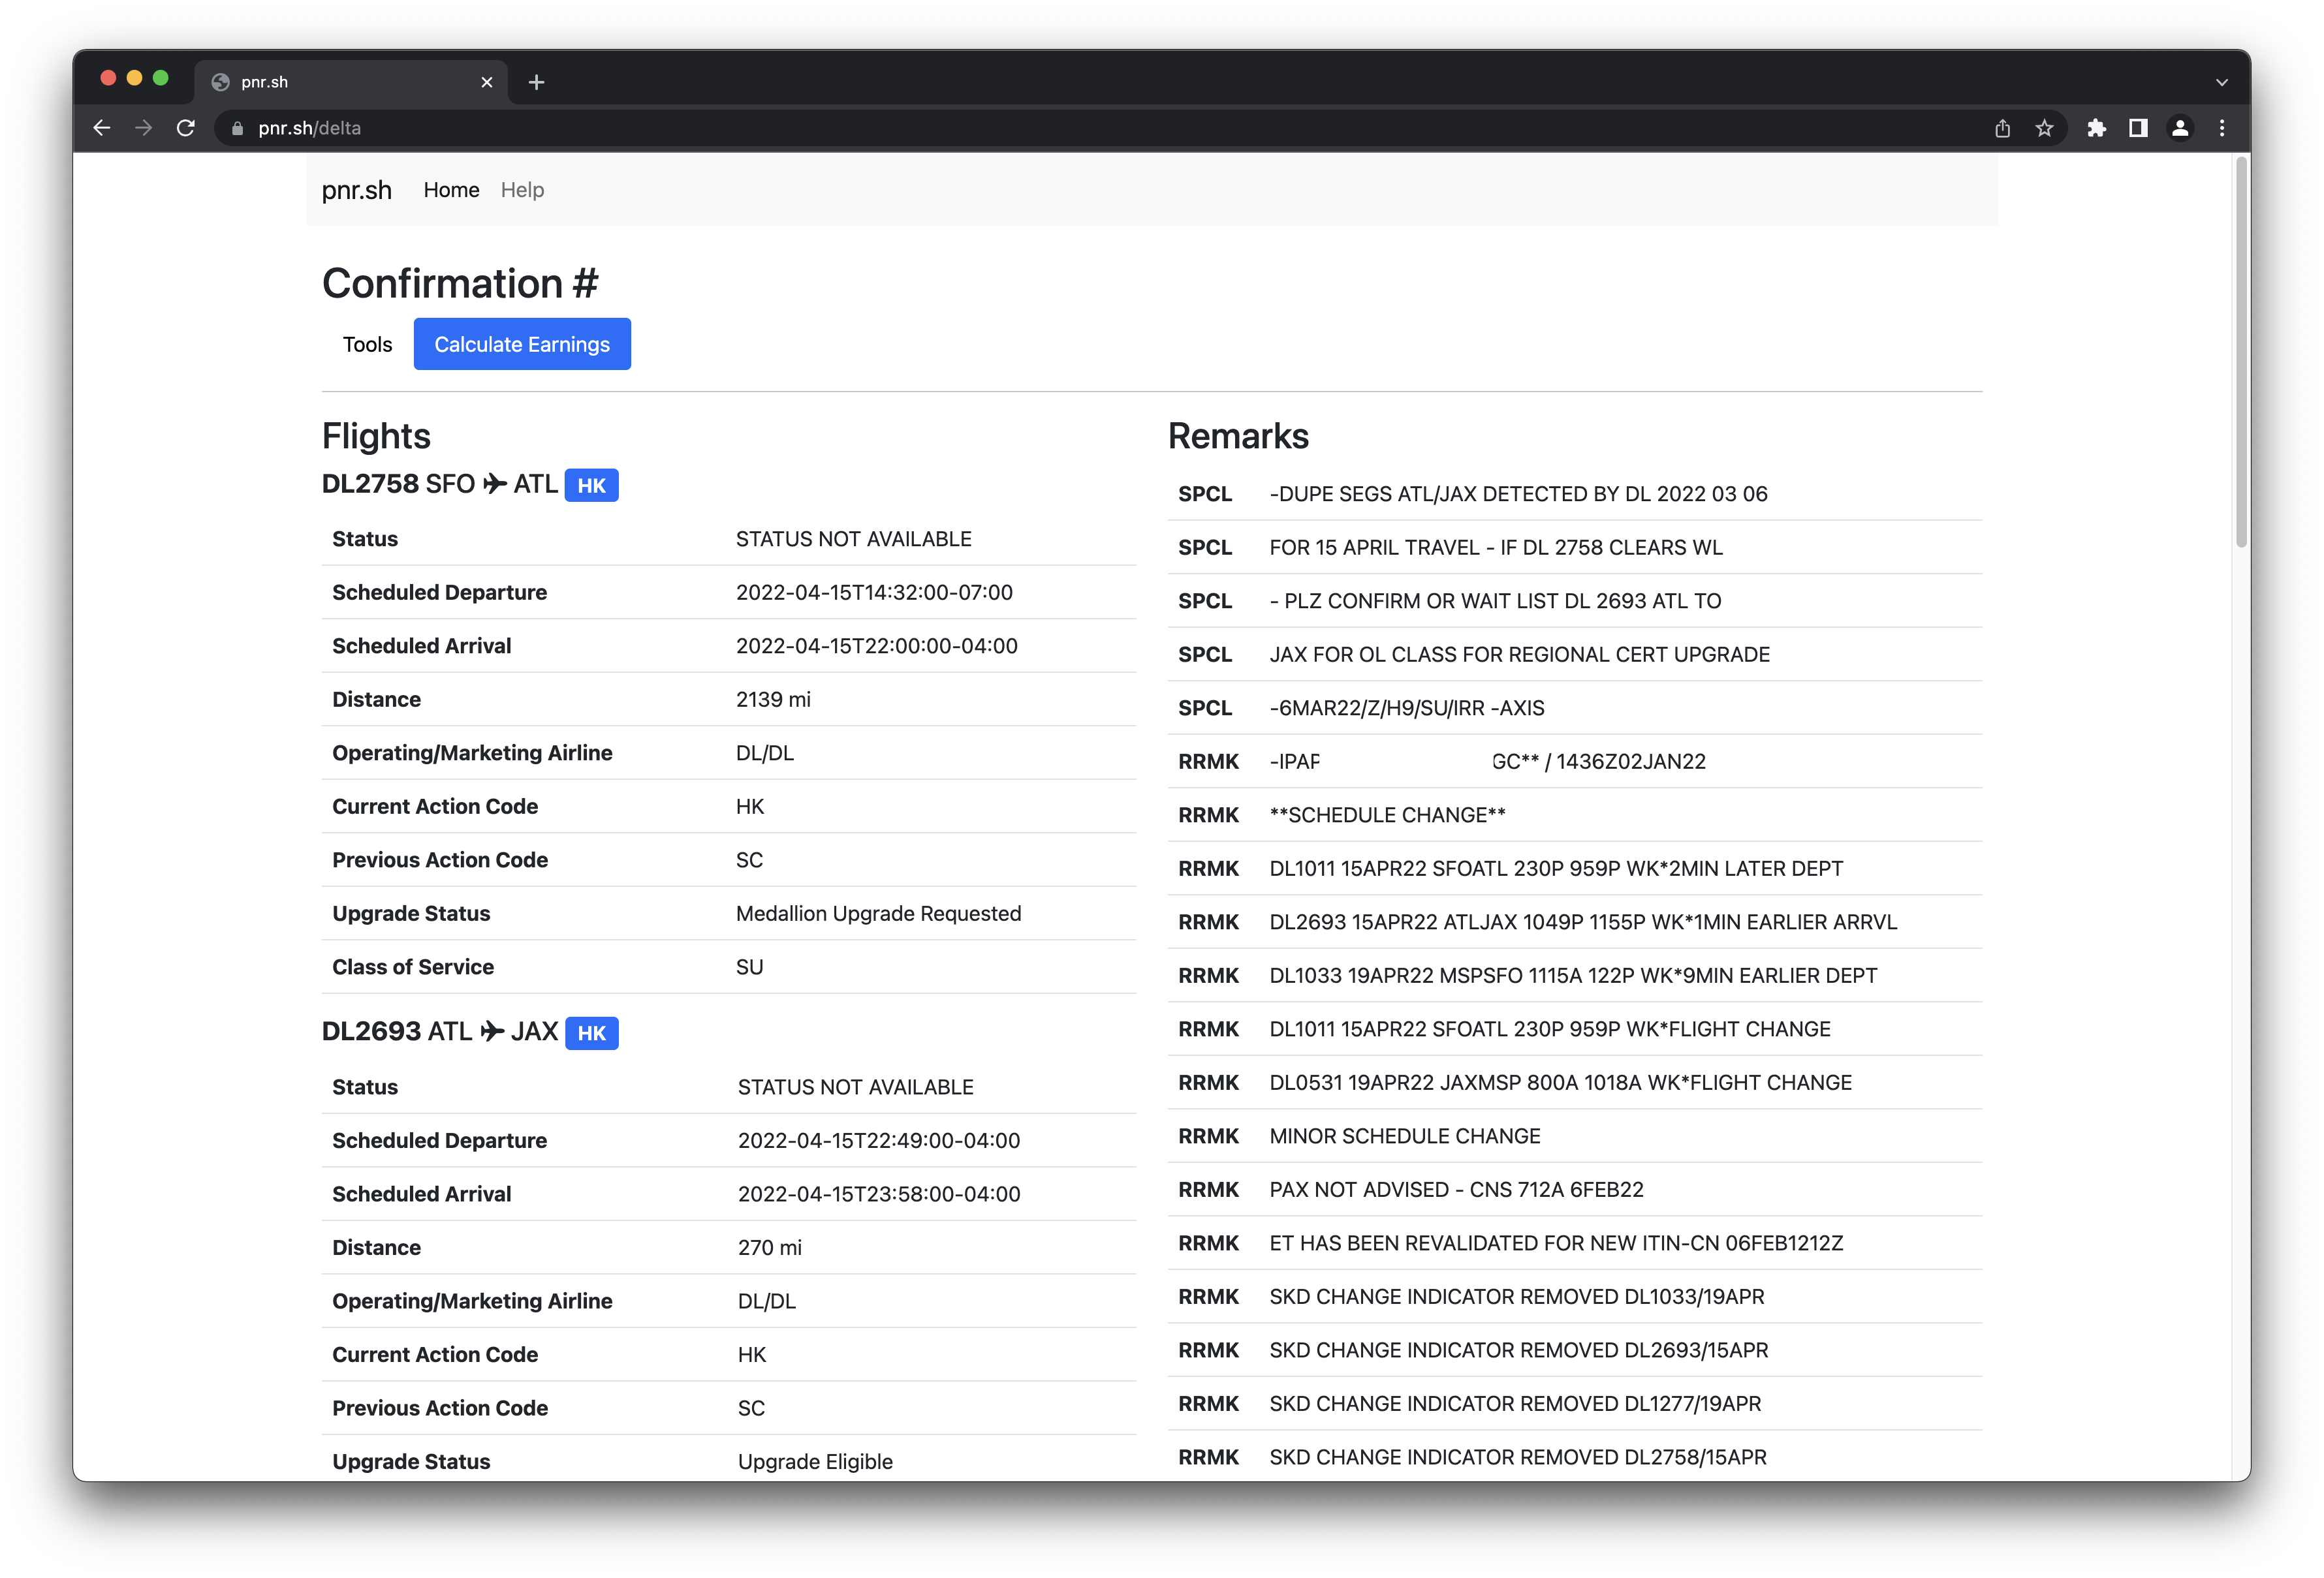 pnr.sh
pnr.sh/delta
pnr.sh Home Help
Confirmation #
Tools Calculate Earnings
Flights
DL2758 SFO ATL HK
Status STATUS NOT AVAILABLE
Scheduled Departure 2022-04-15T14:32:00-07:00
Scheduled Arrival 2022-04-15T22:00:00-04:00
Distance 2139 mi
Operating/Marketing Airline DL/DL
Current Action Code HK
Previous Action Code SC
Upgrade Status Medallion Upgrade Requested
Class of Service SU
DL2693 ATL JAX HK
Status STATUS NOT AVAILABLE
Scheduled Departure 2022-04-15T22:49:00-04:00
Scheduled Arrival 2022-04-15T23:58:00-04:00
Distance 270 mi
Operating/Marketing Airline DL/DL
Current Action Code HK
Previous Action Code SC
Upgrade Status Upgrade Eligible
Remarks
SPCL -DUPE SEGS ATL/JAX DETECTED BY DL 2022 03 06
SPCL FOR 15 APRIL TRAVEL - IF DL 2758 CLEARS WL
SPCL - PLZ CONFIRM OR WAIT LIST DL 2693 ATL TO
SPCL JAX FOR OL CLASS FOR REGIONAL CERT UPGRADE
SPCL -6MAR22/Z/H9/SU/IRR -AXIS
RRMK -IPAP GC** / 1436Z02JAN22
RRMK **SCHEDULE CHANGE**
RRMK DL1011 15APR22 SFOATL 230P 959P WK*2MIN LATER DEPT
RRMK DL2693 15APR22 ATLJAX 1049P 1155P WK*1MIN EARLIER ARRVL
RRMK DL1033 19APR22 MSPSFO 1115A 122P WK*9MIN EARLIER DEPT
RRMK DL1011 15APR22 SFOATL 230P 959P WK*FLIGHT CHANGE
RRMK DL0531 19APR22 JAXMSP 800A 1018A WK*FLIGHT CHANGE
RRMK MINOR SCHEDULE CHANGE
RRMK PAX NOT ADVISED - CNS 712A 6FEB22
RRMK ET HAS BEEN REVALIDATED FOR NEW ITIN-CN 06FEB1212Z
RRMK SKD CHANGE INDICATOR REMOVED DL1033/19APR
RRMK SKD CHANGE INDICATOR REMOVED DL2693/15APR
RRMK SKD CHANGE INDICATOR REMOVED DL1277/19APR
RRMK SKD CHANGE INDICATOR REMOVED DL2758/15APR